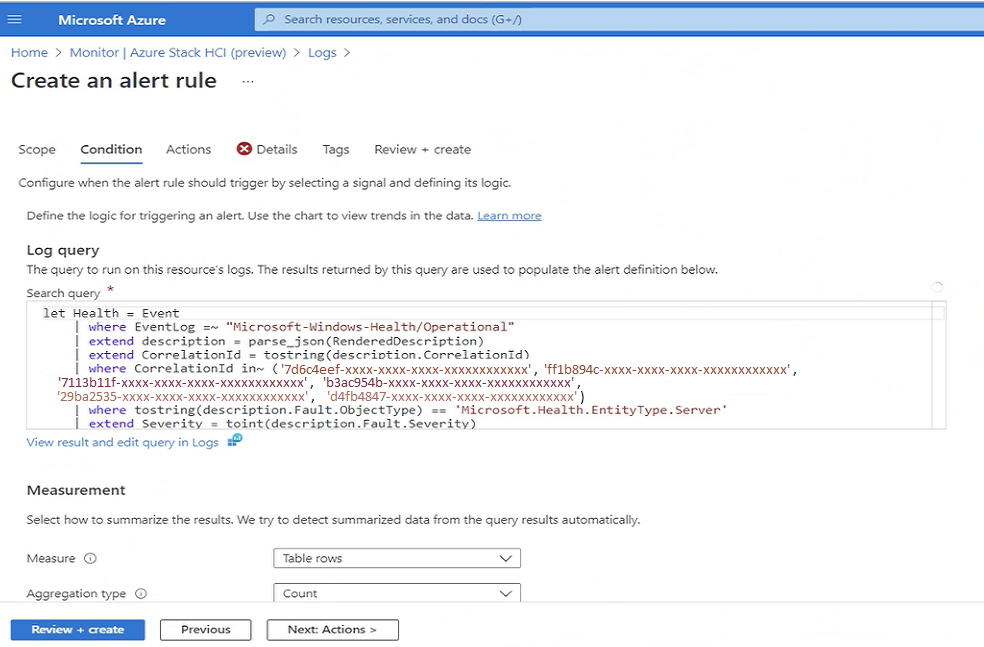 Microsoft Azure
Search resources, services, and docs (G+/)
Home > Monitor | Azure Stack HCI (preview) > Logs >
Create an alert rule ...
Scope Condition Actions Details Tags Review + create
Configure when the alert rule should trigger by selecting a signal and defining its logic.
Define the logic for triggering an alert. Use the chart to view trends in the data. Learn more
Log query
The query to run on this resource's logs. The results returned by this query are used to populate the alert definition below.
Search query *
let Health = Event
| where EventLog =~ "Microsoft-Windows-Health/Operational"
| extend description = parse_json(RenderedDescription)
| extend CorrelationId = tostring(description.CorrelationId)
| where CorrelationId in~ ('7d6c4eef-xxxx-xxxx-xxxx-xxxxxxxxxxxx', 'ff1b894c-xxxx-xxxx-xxxx-xxxxxxxxxxxx',
'7113b11f-xxxx-xxxx-xxxx-xxxxxxxxxxxx', 'b3ac954b-xxxx-xxxx-xxxx-xxxxxxxxxxxx',
'29ba2535-xxxx-xxxx-xxxx-xxxxxxxxxxxx', 'd4fb4847-xxxx-xxxx-xxxx-xxxxxxxxxxxx')
| where tostring(description.Fault.ObjectType) == 'Microsoft.Health.EntityType.Server'
| extend Severity = toint(description.Fault.Severity)
View result and edit query in Logs
Measurement
Select how to summarize the results. We try to detect summarized data from the query results automatically.
Measure Table rows
Aggregation type Count
Review + create Previous Next: Actions >